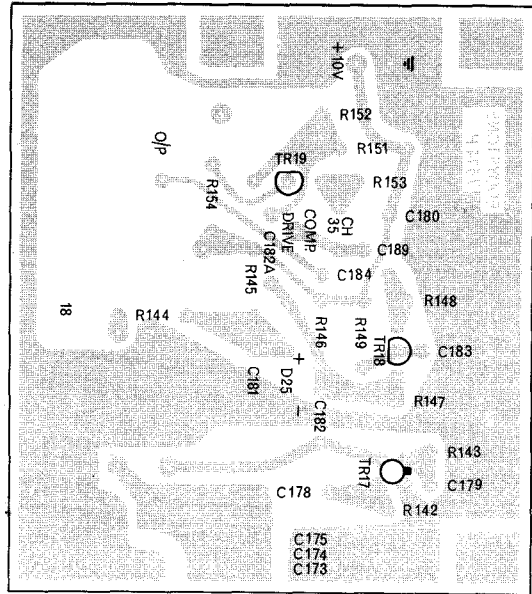 +10V
R152
O/P
TR19
R151
R154
R153
CH
35
COMP
DRIVE
C180
C182A
C189
R145
C184
18
R144
R146
R149
R148
TR18
C183
+
D25
-
C181
C182
R147
TR17
R143
C178
C179
R142
C175
C174
C173